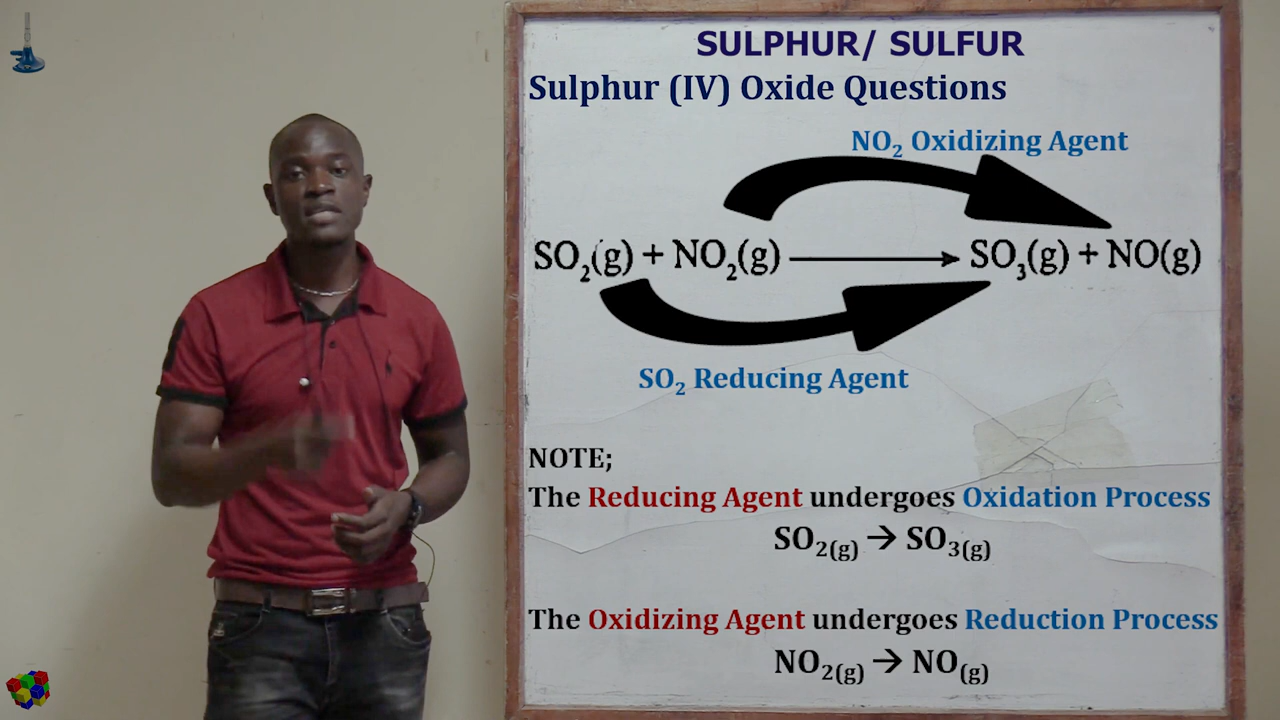 SULPHUR/ SULFUR
Sulphur (IV) Oxide Questions
NO₂ Oxidizing Agent
SO₂(g) + NO₂(g) ⟶ SO₃(g) + NO(g)
SO₂ Reducing Agent
NOTE;
The Reducing Agent undergoes Oxidation Process
SO₂(g) → SO₃(g)
The Oxidizing Agent undergoes Reduction Process
NO₂(g) → NO(g)